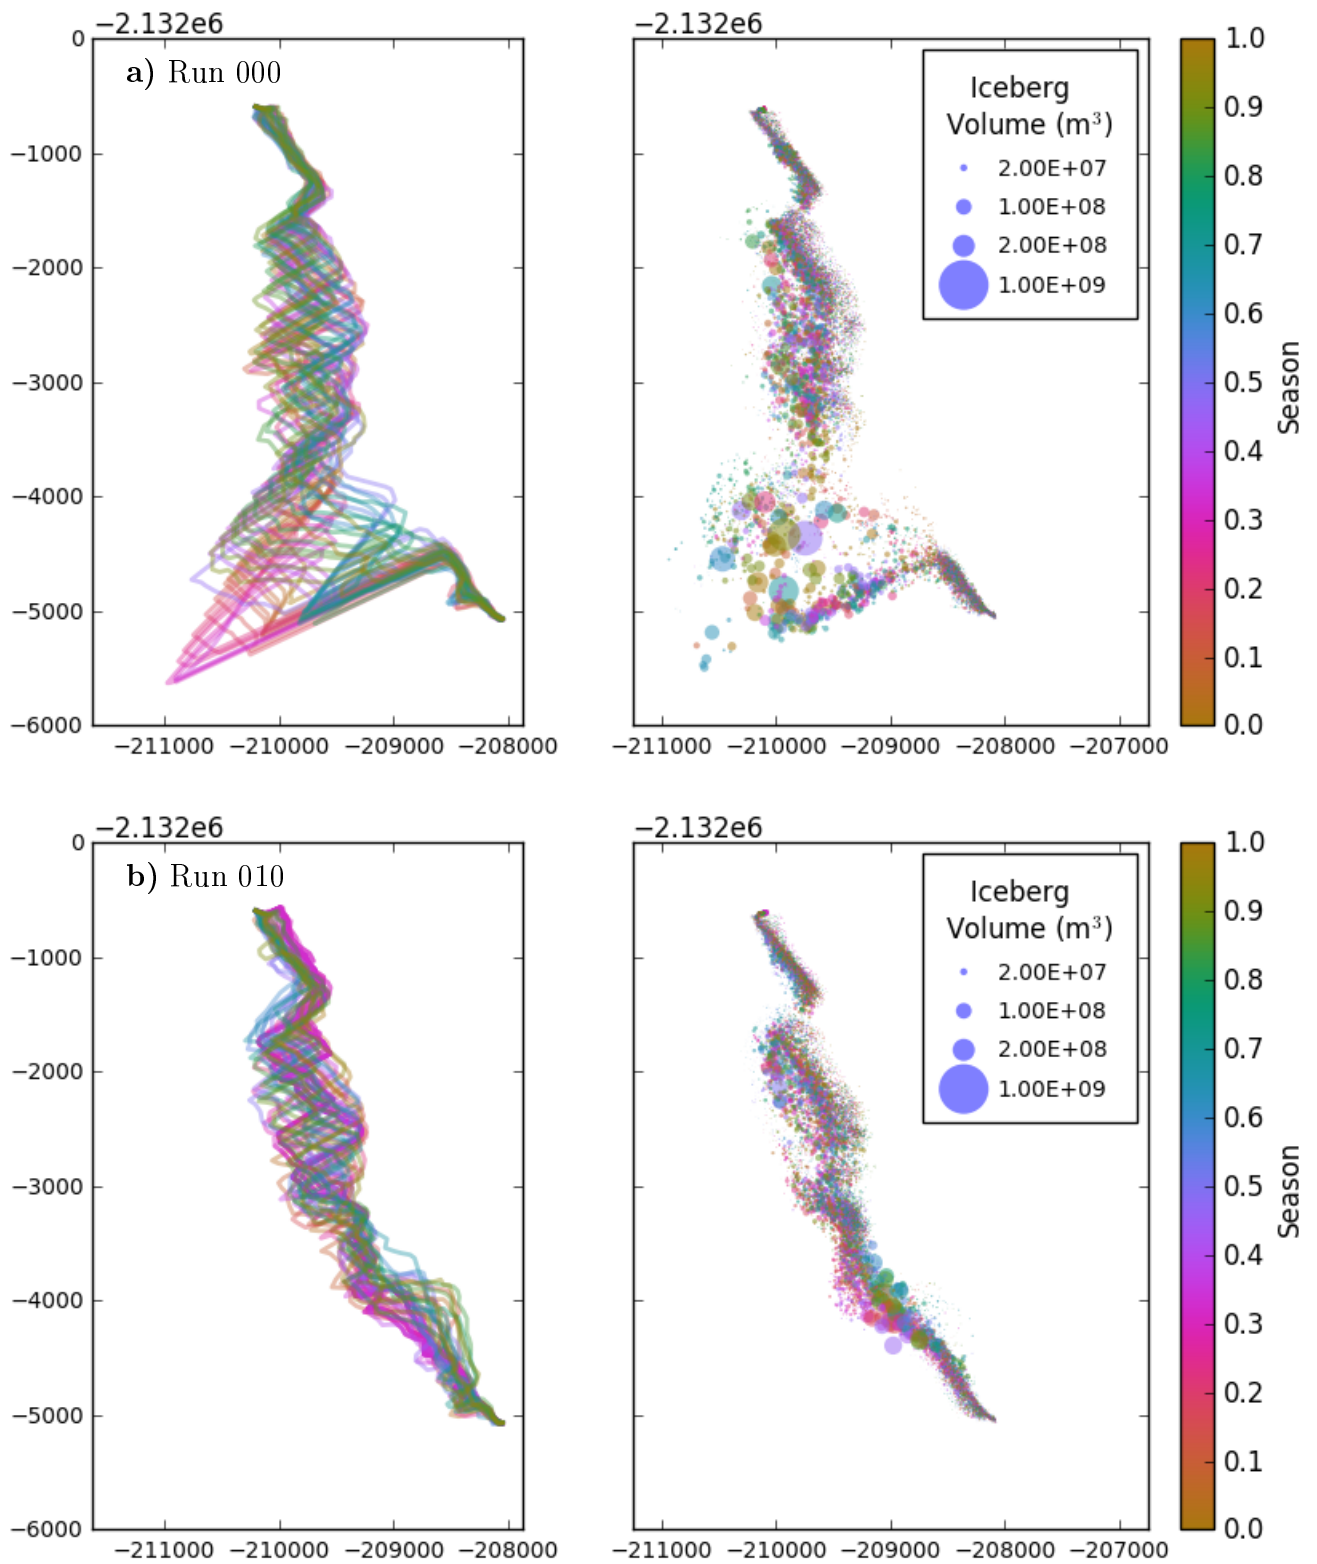 −2.132e6
−2.132e6
a) Run 000
0
−1000
−2000
−3000
−4000
−5000
−6000
−211000 −210000 −209000 −208000
Iceberg
Volume (m³)
2.00E+07
1.00E+08
2.00E+08
1.00E+09
−211000 −210000 −209000 −208000 −207000
1.0
0.9
0.8
0.7
0.6
0.5
0.4
0.3
0.2
0.1
0.0
Season
−2.132e6
−2.132e6
b) Run 010
0
−1000
−2000
−3000
−4000
−5000
−6000
−211000 −210000 −209000 −208000
Iceberg
Volume (m³)
2.00E+07
1.00E+08
2.00E+08
1.00E+09
−211000 −210000 −209000 −208000 −207000
1.0
0.9
0.8
0.7
0.6
0.5
0.4
0.3
0.2
0.1
0.0
Season